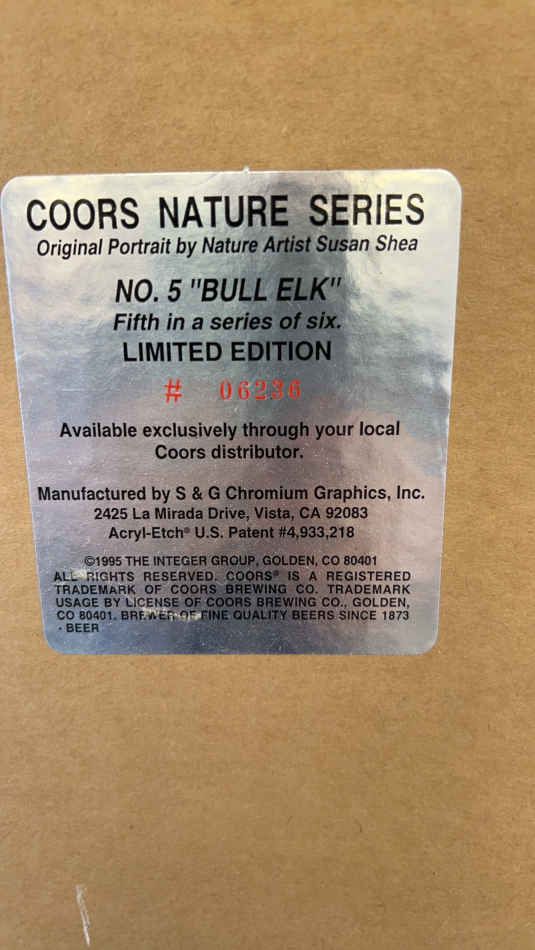 COORS NATURE SERIES
Original Portrait by Nature Artist Susan Shea
NO. 5 "BULL ELK"
Fifth in a series of six.
LIMITED EDITION
# 06236
Available exclusively through your local
Coors distributor.
Manufactured by S & G Chromium Graphics, Inc.
2425 La Mirada Drive, Vista, CA 92083
Acryl-Etch® U.S. Patent #4,933,218
©1995 THE INTEGER GROUP, GOLDEN, CO 80401
ALL RIGHTS RESERVED. COORS® IS A REGISTERED
TRADEMARK OF COORS BREWING CO. TRADEMARK
USAGE BY LICENSE OF COORS BREWING CO., GOLDEN,
CO 80401. BREWER OF FINE QUALITY BEERS SINCE 1873
· BEER